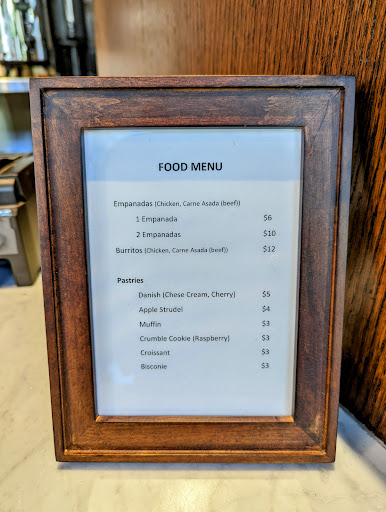 FOOD MENU
Empanadas (Chicken, Carne Asada (beef))
1 Empanada $6
2 Empanadas $10
Burritos (Chicken, Carne Asada (beef)) $12
Pastries
Danish (Chese Cream, Cherry) $5
Apple Strudel $4
Muffin $3
Crumble Cookie (Raspberry) $3
Croissant $3
Bisconie $3